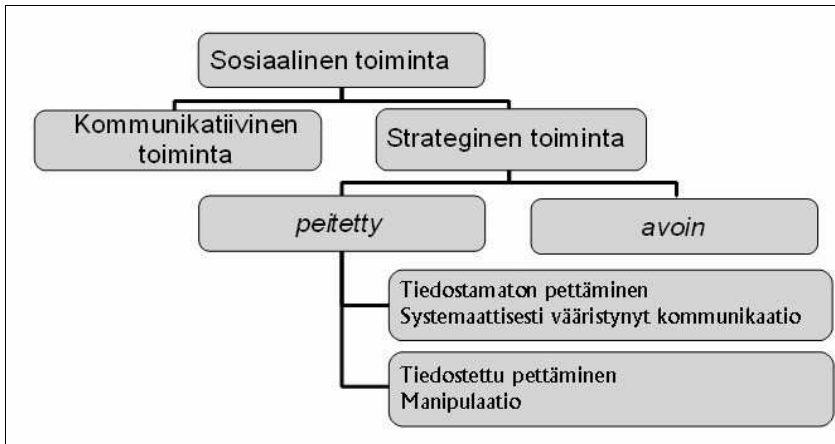 Sosiaalinen toiminta
Kommunikatiivinen
toiminta
Strateginen toiminta
peitetty
avoin
Tiedostamaton pettäminen
Systemaattisesti vääristynyt kommunikaatio
Tiedostettu pettäminen
Manipulaatio